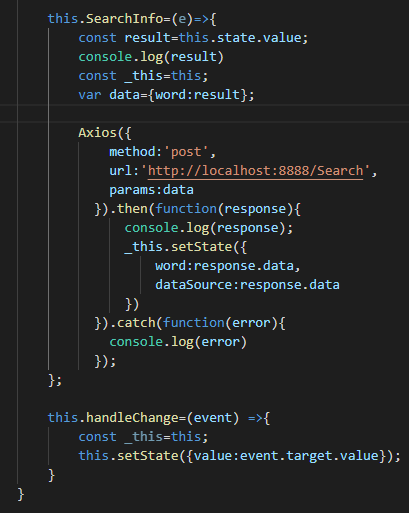 this.SearchInfo=(e)=>{
const result=this.state.value;
console.log(result)
const _this=this;
var data={word:result};
Axios({
method:'post',
url:'http://localhost:8888/Search',
params:data
}).then(function(response){
console.log(response);
_this.setState({
word:response.data,
dataSource:response.data
})
}).catch(function(error){
console.log(error)
});
};
this.handleChange=(event) =>{
const _this=this;
this.setState({value:event.target.value});
}
}